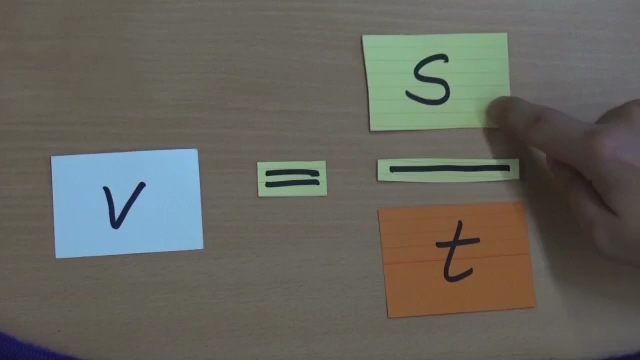 s
v = —
t